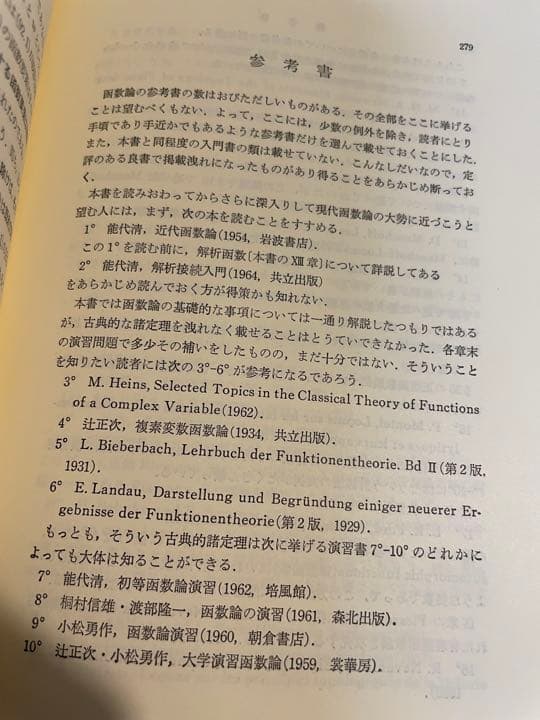 279
参考書
函数論の参考書の数はおびただしいものがある．その全部をここに挙げる
ことは望むべくもない．よって，ここには，少数の例外を除き，読者にとり
手頃であり手近かでもあるような参考書だけを選んで載せておくことにした．
また，本書と同程度の入門書の類は載せていない．こんなしだいなので，定
評のある良書で掲載洩れになったものがあり得ることをあらかじめ断ってお
く．
本書を読みおわってからさらに深入りして現代函数論の大勢に近づこうと
望む人には，まず，次の本を読むことをすすめる．
1° 能代清，近代函数論(1954, 岩波書店)．
この1°を読む前に，解析函数〔本書のXIII章〕について詳説してある
2° 能代清，解析接続入門(1964, 共立出版)
をあらかじめ読んでおく方が得策かも知れない．
本書では函数論の基礎的な事項については一通り解説したつもりではある
が，古典的な諸定理を洩れなく載せることはとうていできなかった．各章末
の演習問題で多少その補いをしたものの，まだ十分ではない．そういうこと
を知りたい読者には次の3°-6°が参考になるであろう．
3° M. Heins, Selected Topics in the Classical Theory of Functions
of a Complex Variable(1962)．
4° 辻正次，複素変数函数論(1934, 共立出版)．
5° L. Bieberbach, Lehrbuch der Funktionentheorie. Bd II(第2版,
1931)．
6° E. Landau, Darstellung und Begründung einiger neuerer Er-
gebnisse der Funktionentheorie(第2版, 1929)．
もっとも，そういう古典的諸定理は次に挙げる演習書7°-10°のどれかに
よっても大体は知ることができる．
7° 能代清，初等函数論演習(1962, 培風館)．
8° 桐村信雄・渡部隆一，函数論の演習(1961, 森北出版)．
9° 小松勇作，函数論演習(1960, 朝倉書店)．
10° 辻正次・小松勇作，大学演習函数論(1959, 裳華房)．